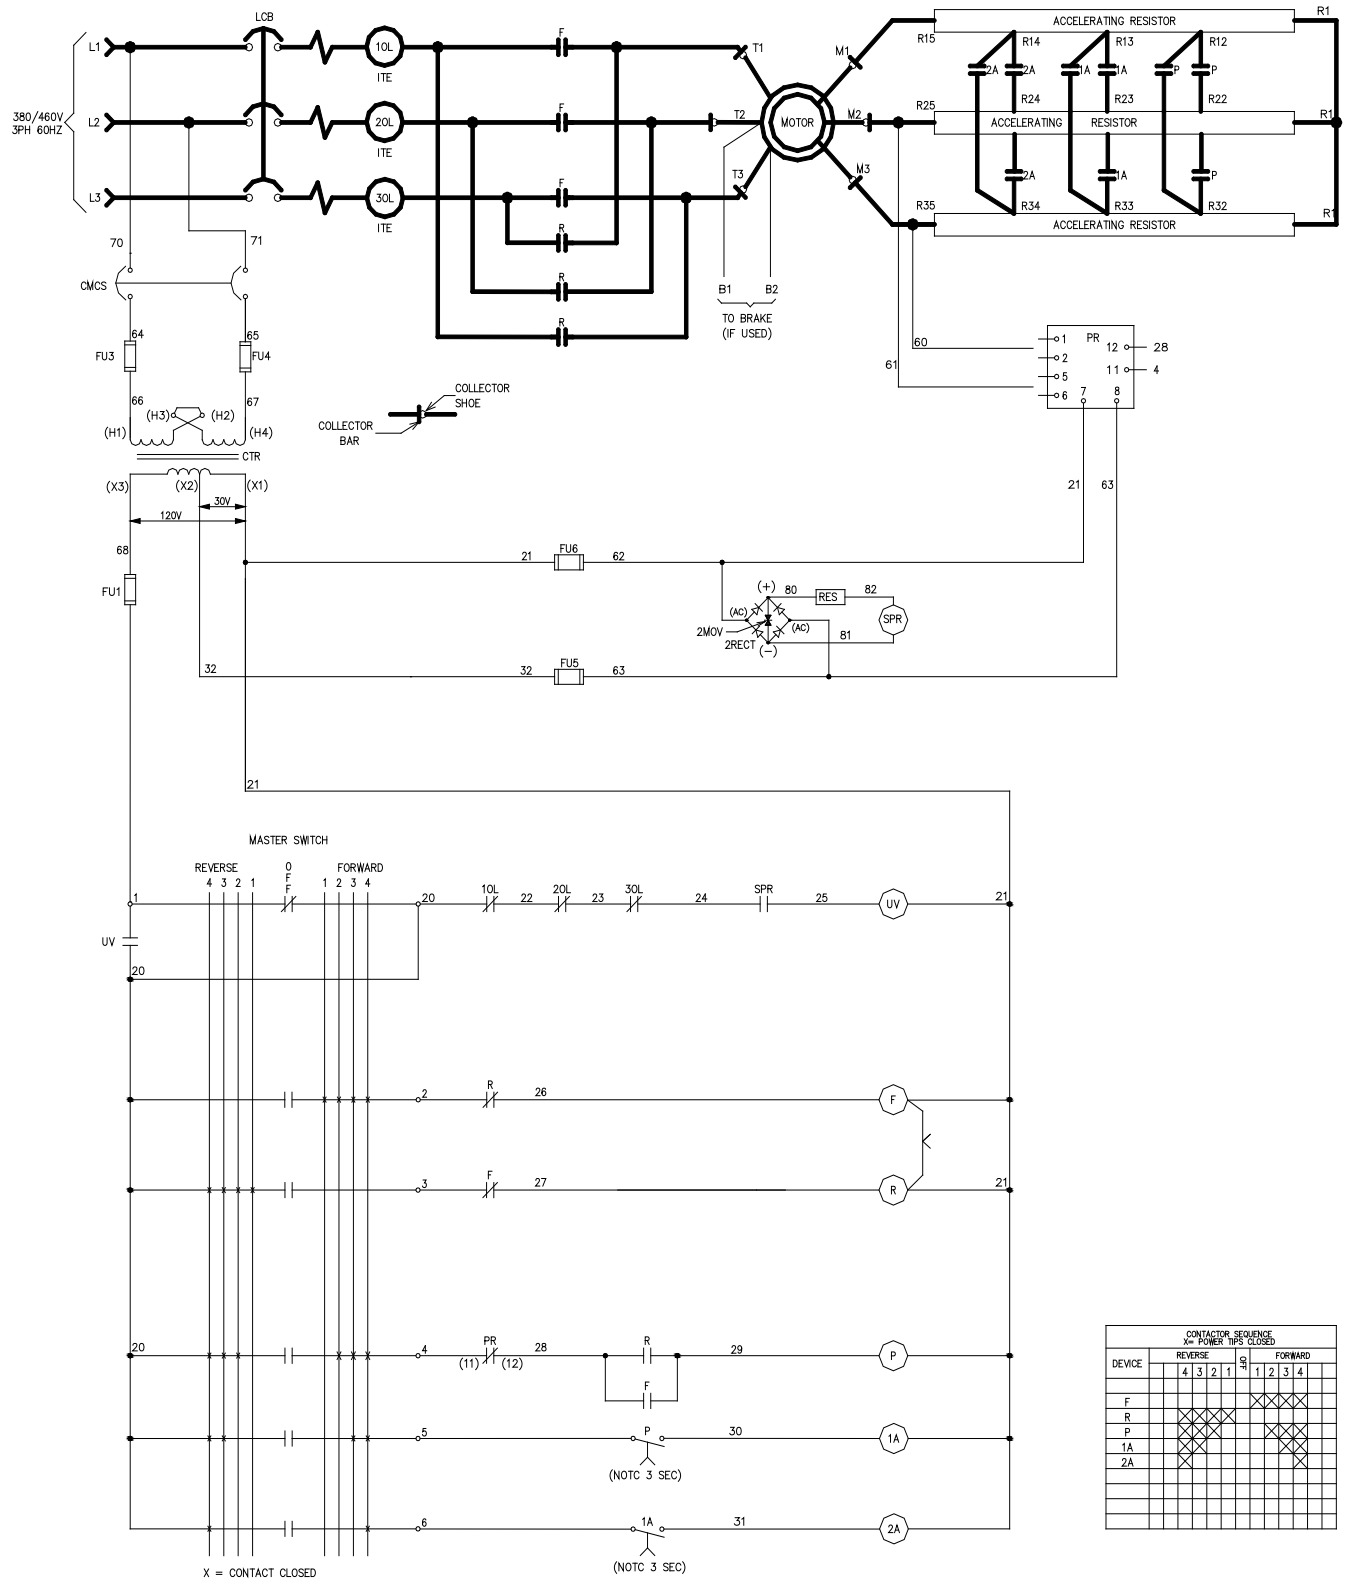 LCB
ACCELERATING RESISTOR
R1
L1
1OL
ITE
F
T1
M1
R15
R14
R13
R12
2A
2A
1A
1A
P
P
380/460V
3PH 60HZ
L2
2OL
ITE
F
T2
MOTOR
M2
R25
R24
R23
R22
ACCELERATING RESISTOR
R1
L3
3OL
ITE
F
T3
M3
2A
1A
P
R35
R34
R33
R32
ACCELERATING RESISTOR
R1
R
R
R
70
71
CMCS
B1
B2
TO BRAKE
(IF USED)
64
65
FU3
FU4
66
67
(H3)
(H2)
(H1)
(H4)
CTR
COLLECTOR
SHOE
COLLECTOR
BAR
60
61
1
PR
12
28
2
5
11
4
6
7
8
(X3)
(X2)
(X1)
30V
120V
21
63
68
FU1
21
FU6
62
(+)
80
RES
82
(AC)
2MOV
(AC)
SPR
2RECT
(-)
81
32
32
FU5
63
21
MASTER SWITCH
REVERSE
OFF
FORWARD
4 3 2 1
1 2 3 4
1
20
1OL
22
2OL
23
3OL
24
SPR
25
UV
21
UV
20
2
R
26
F
3
F
27
R
21
20
4
PR
(11)
(12)
28
R
29
P
F
5
P
30
1A
(NOTC 3 SEC)
6
1A
31
2A
(NOTC 3 SEC)
X = CONTACT CLOSED
CONTACTOR SEQUENCE
X= POWER TIPS CLOSED
DEVICE
REVERSE
OFF
FORWARD
4 3 2 1
1 2 3 4
F
R
P
1A
2A